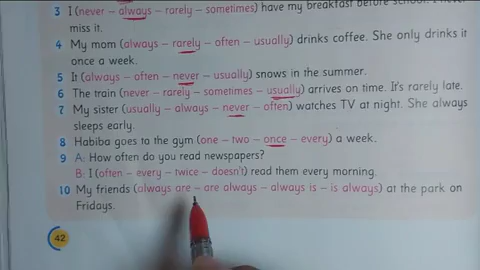 3 I (never – always – rarely – sometimes) have my breakfast before school. I never
miss it.
4 My mom (always – rarely – often – usually) drinks coffee. She only drinks it
once a week.
5 It (always – often – never – usually) snows in the summer.
6 The train (never – rarely – sometimes – usually) arrives on time. It's rarely late.
7 My sister (usually – always – never – often) watches TV at night. She always
sleeps early.
8 Habiba goes to the gym (one – two – once – every) a week.
9 A: How often do you read newspapers?
B: I (often – every – twice – doesn't) read them every morning.
10 My friends (always are – are always – always is – is always) at the park on
Fridays.
42